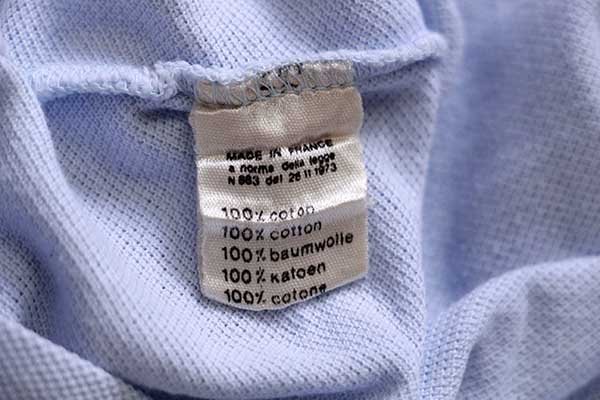 MADE IN FRANCE
a norma della legge
N 883 del 26 11 1973
100% coton
100% cotton
100% baumwolle
100% katoen
100% cotone